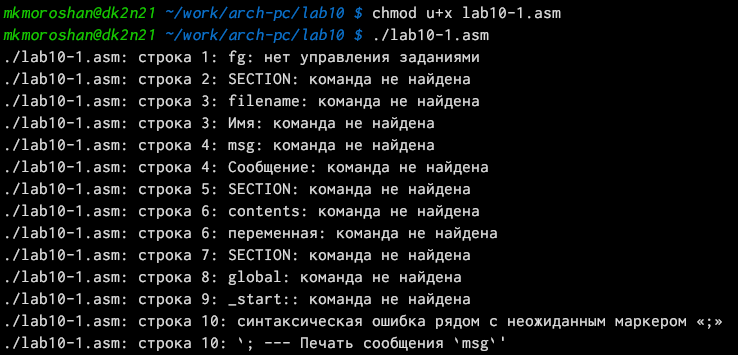 mkmoroshan@dk2n21 ~/work/arch-pc/lab10 $ chmod u+x lab10-1.asm
mkmoroshan@dk2n21 ~/work/arch-pc/lab10 $ ./lab10-1.asm
./lab10-1.asm: строка 1: fg: нет управления заданиями
./lab10-1.asm: строка 2: SECTION: команда не найдена
./lab10-1.asm: строка 3: filename: команда не найдена
./lab10-1.asm: строка 3: Имя: команда не найдена
./lab10-1.asm: строка 4: msg: команда не найдена
./lab10-1.asm: строка 4: Сообщение: команда не найдена
./lab10-1.asm: строка 5: SECTION: команда не найдена
./lab10-1.asm: строка 6: contents: команда не найдена
./lab10-1.asm: строка 6: переменная: команда не найдена
./lab10-1.asm: строка 7: SECTION: команда не найдена
./lab10-1.asm: строка 8: global: команда не найдена
./lab10-1.asm: строка 9: _start:: команда не найдена
./lab10-1.asm: строка 10: синтаксическая ошибка рядом с неожиданным маркером «;»
./lab10-1.asm: строка 10: `; --- Печать сообщения `msg`'